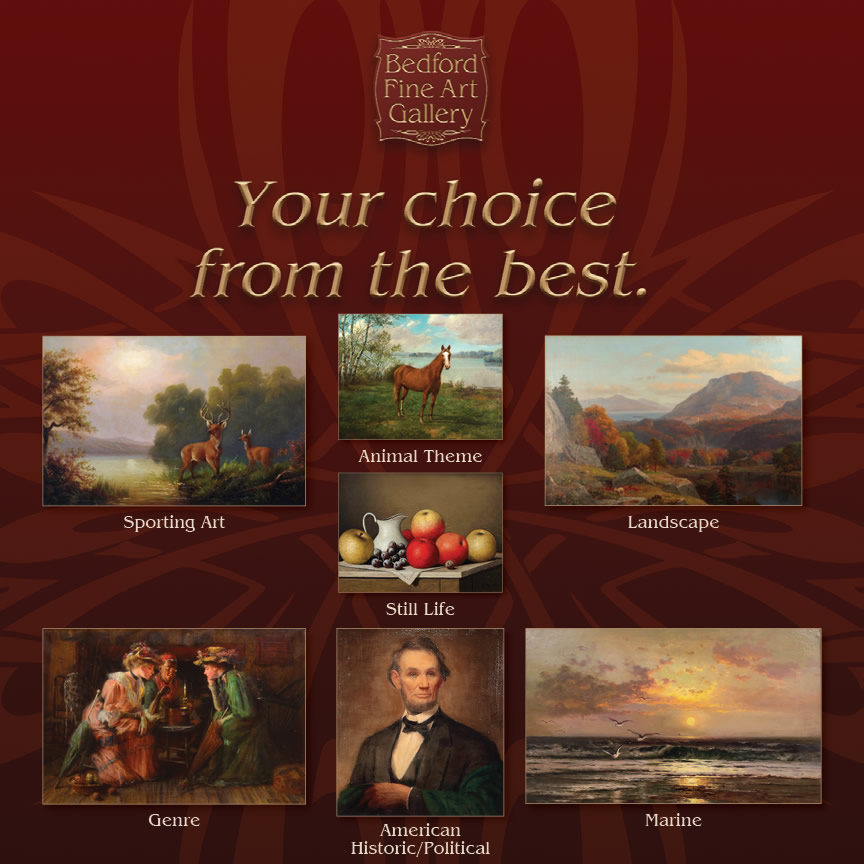 Bedford
Fine Art
Gallery
Your choice
from the best.
Animal Theme
Sporting Art
Landscape
Still Life
Genre
American
Historic/Political
Marine